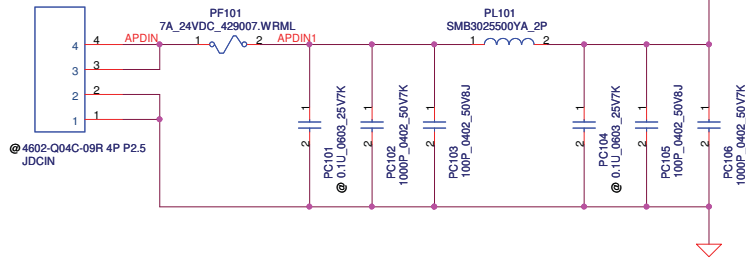 PF101
7A_24VDC_429007.WRML
PL101
SMB3025500YA_2P
4 4 APDIN 1 2 APDIN1 1 2
3 3
2 2
1 1
@ 4602-Q04C-09R 4P P2.5
JDCIN
1 2 PC101
@ 0.1U_0603_25V7K
1 2 PC102
1000P_0402_50V7K
1 2 PC103
100P_0402_50V8J
1 2 PC104
@ 0.1U_0603_25V7K
1 2 PC105
100P_0402_50V8J
1 2 PC106
1000P_0402_50V7K